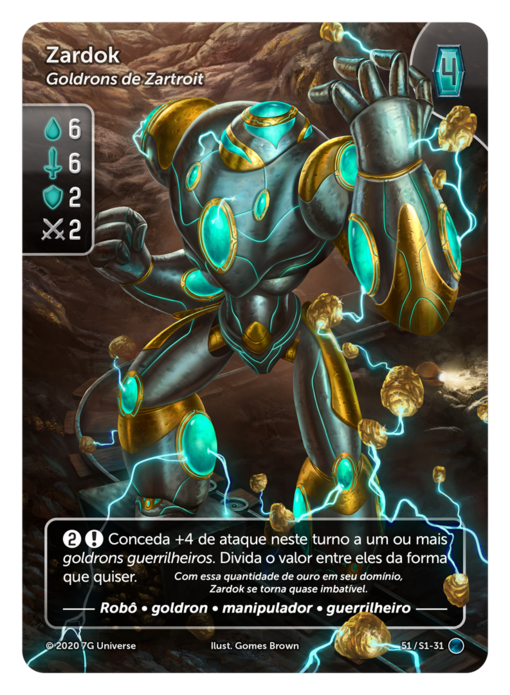 Zardok
Goldrons de Zartroit
4
6
6
2
2
2 ! Conceda +4 de ataque neste turno a um ou mais
goldrons guerrilheiros. Divida o valor entre eles da forma
que quiser.
Com essa quantidade de ouro em seu domínio,
Zardok se torna quase imbatível.
Robô • goldron • manipulador • guerrilheiro
© 2020 7G Universe
Ilust. Gomes Brown
51 / S1-31